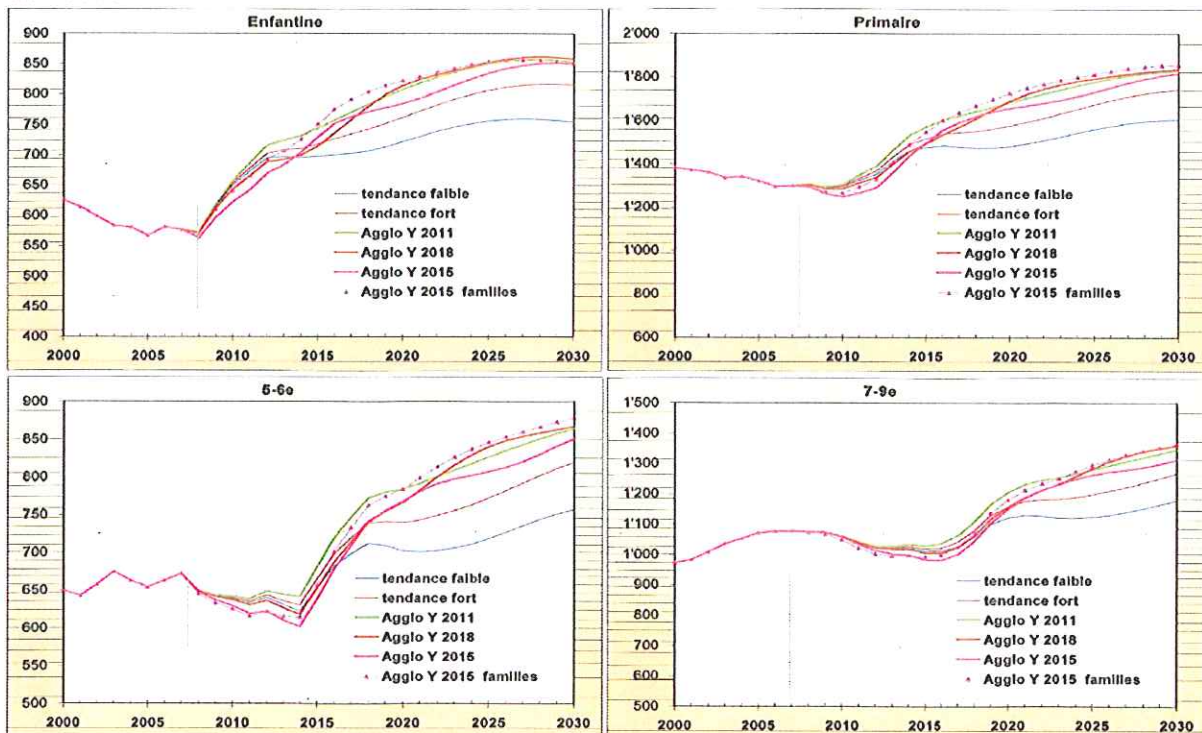 Enfantine
900
850
800
750
700
650
600
550
500
450
400
2000 2005 2010 2015 2020 2025 2030
tendance faible
tendance fort
Agglo Y 2011
Agglo Y 2018
Agglo Y 2015
Agglo Y 2015 familles
Primaire
2'000
1'800
1'600
1'400
1'200
1'000
800
600
2000 2005 2010 2015 2020 2025 2030
tendance faible
tendance fort
Agglo Y 2011
Agglo Y 2018
Agglo Y 2015
Agglo Y 2015 familles
5-6e
900
850
800
750
700
650
600
550
500
2000 2005 2010 2015 2020 2025 2030
tendance faible
tendance fort
Agglo Y 2011
Agglo Y 2018
Agglo Y 2015
Agglo Y 2015 familles
7-9e
1'500
1'400
1'300
1'200
1'100
1'000
900
800
700
600
500
2000 2005 2010 2015 2020 2025 2030
tendance faible
tendance fort
Agglo Y 2011
Agglo Y 2018
Agglo Y 2015
Agglo Y 2015 familles